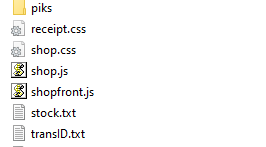 piks
receipt.css
shop.css
shop.js
shopfront.js
stock.txt
transID.txt